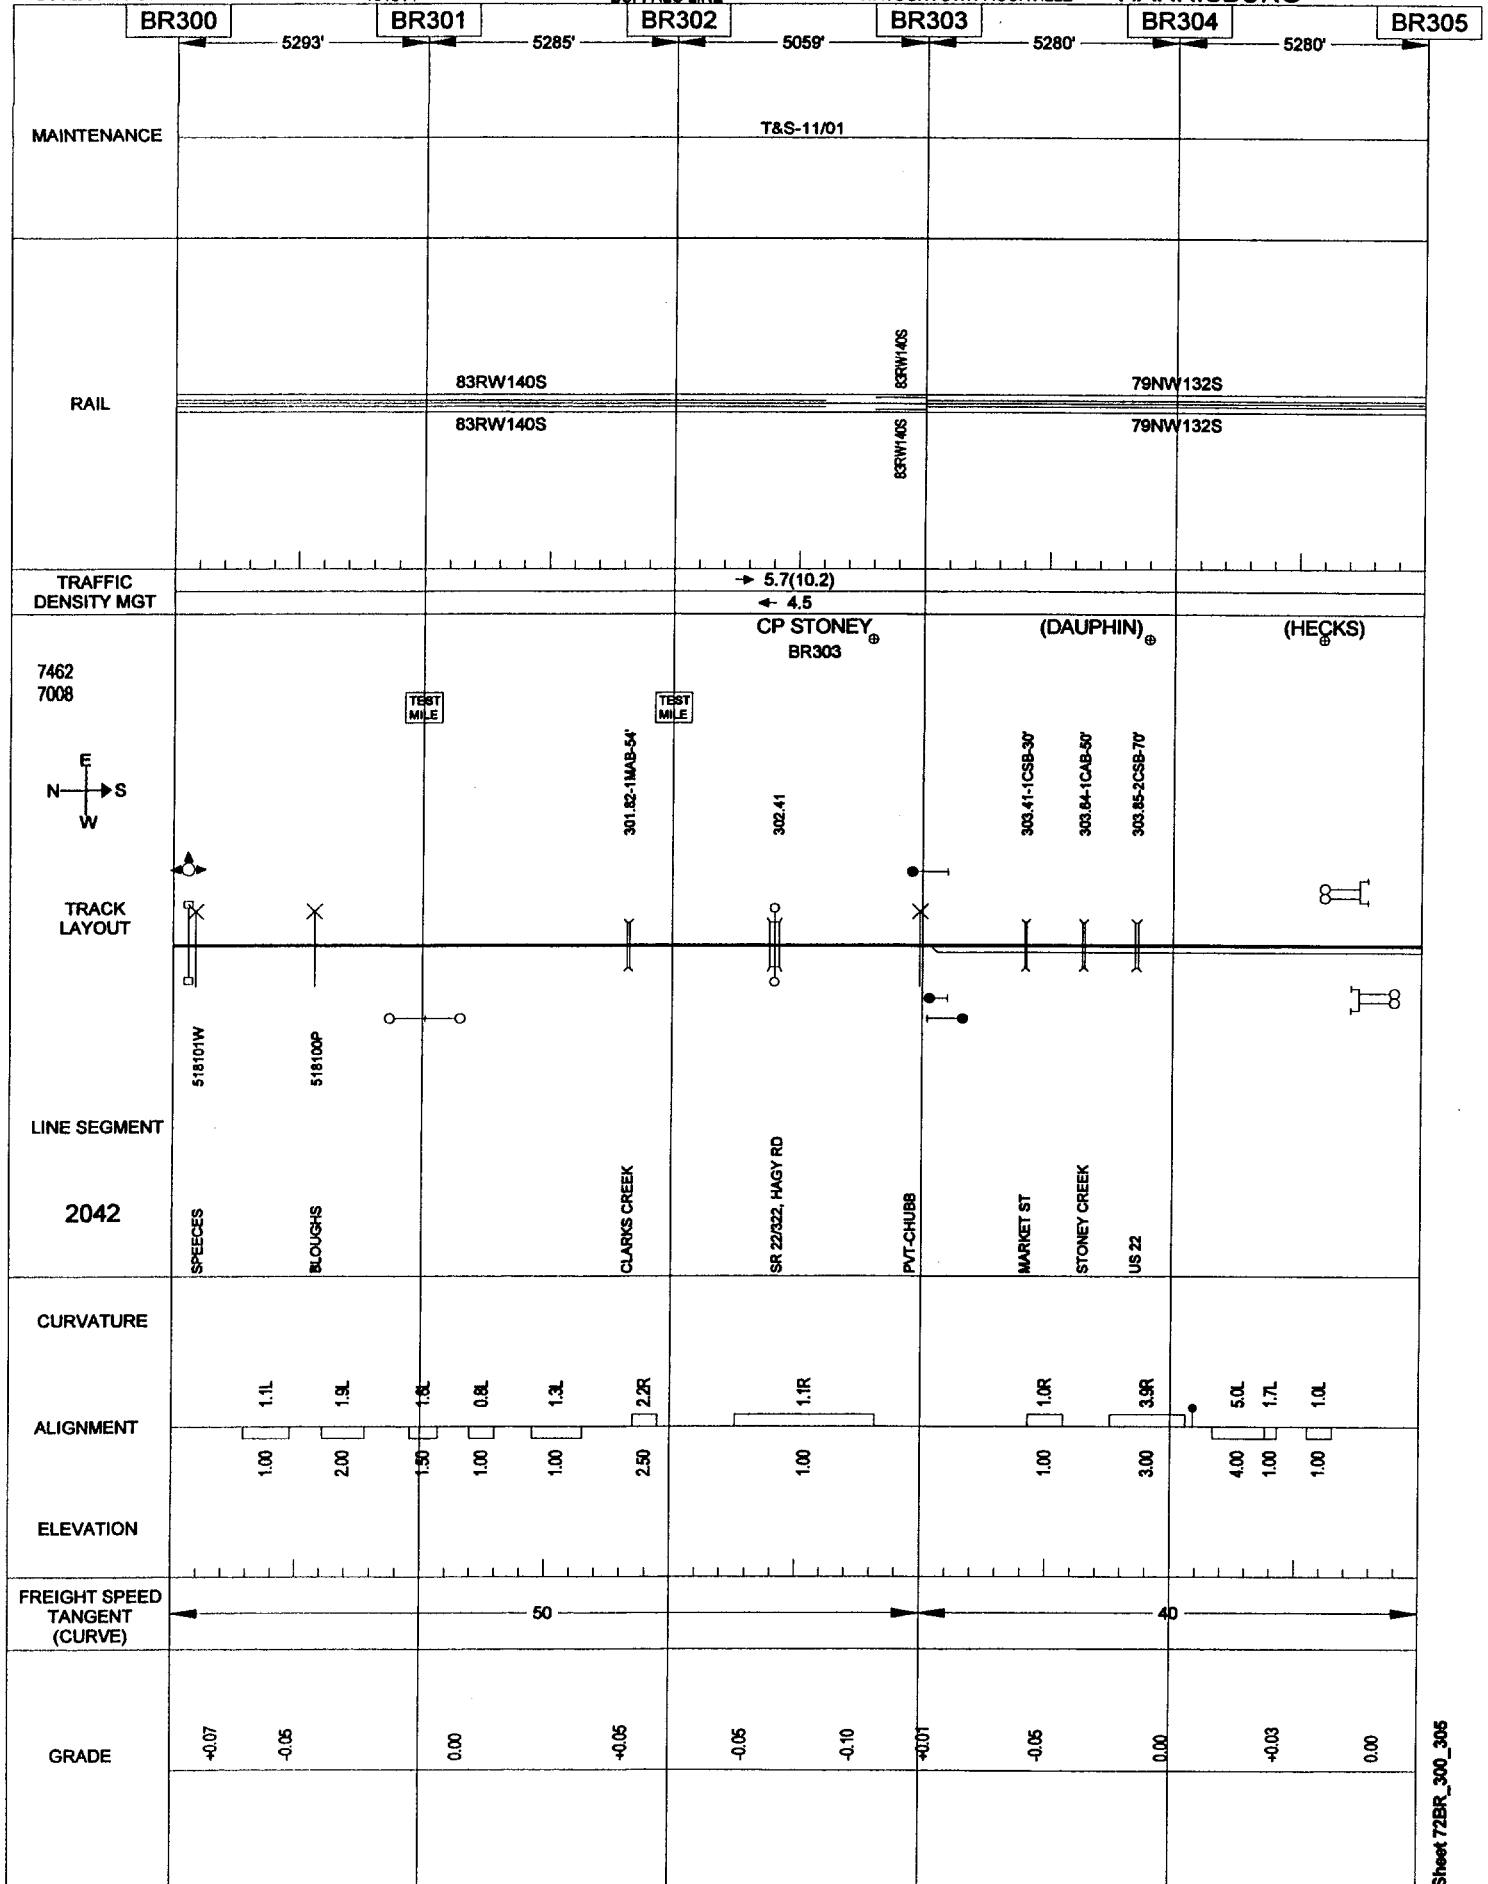 BR300 BR301 BR302 BR303 BR304 BR305
5293' 5285' 5059' 5280' 5280'
MAINTENANCE
T&S-11/01
RAIL
83RW140S
83RW140S
83RW140S
83RW140S
79NW132S
79NW132S
TRAFFIC
DENSITY MGT
5.7(10.2)
4.5
CP STONEY
BR303
(DAUPHIN)
(HECKS)
7462
7008
TEST
MILE
TEST
MILE
E
N S
W
301.82-1MAB-54'
302.41
303.41-1CSB-30'
303.64-1CAB-50'
303.85-2CSB-70'
TRACK
LAYOUT
518101W
518100P
LINE SEGMENT
2042
SPEECES
BLOUGHS
CLARKS CREEK
SR 22/322, HAGY RD
PVT-CHUBB
MARKET ST
STONEY CREEK
US 22
CURVATURE
1.1L 1.9L 1.6L 0.8L 1.3L 2.2R 1.1R 1.0R 3.9R 5.0L 1.7L 1.0L
ALIGNMENT
1.00 2.00 1.50 1.00 1.00 2.50 1.00 1.00 3.00 4.00 1.00 1.00
ELEVATION
FREIGHT SPEED
TANGENT
(CURVE)
50 40
GRADE
+0.07 -0.05 0.00 +0.05 -0.05 -0.10 +0.01 -0.05 0.00 +0.03 0.00
Sheet 72BR_300_305